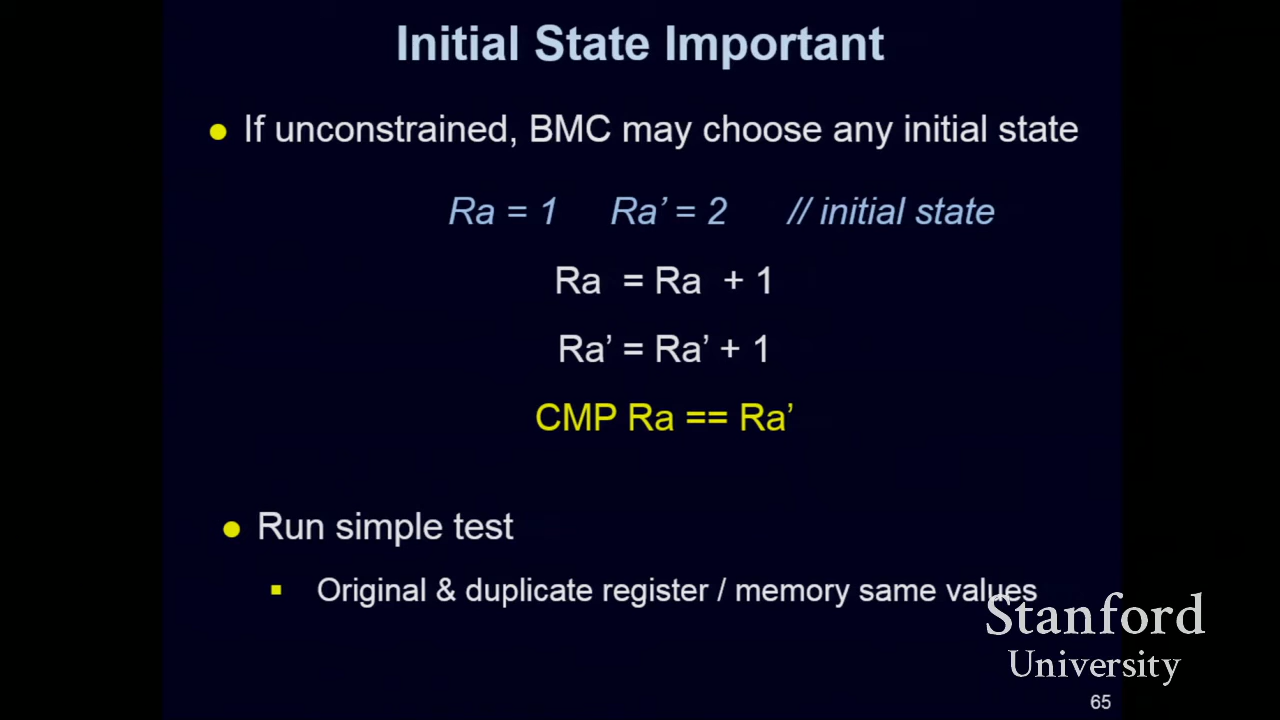 Initial State Important
● If unconstrained, BMC may choose any initial state
Ra = 1 Ra’ = 2 // initial state
Ra = Ra + 1
Ra’ = Ra’ + 1
CMP Ra == Ra’
● Run simple test
▪ Original & duplicate register / memory same values
Stanford
University
65